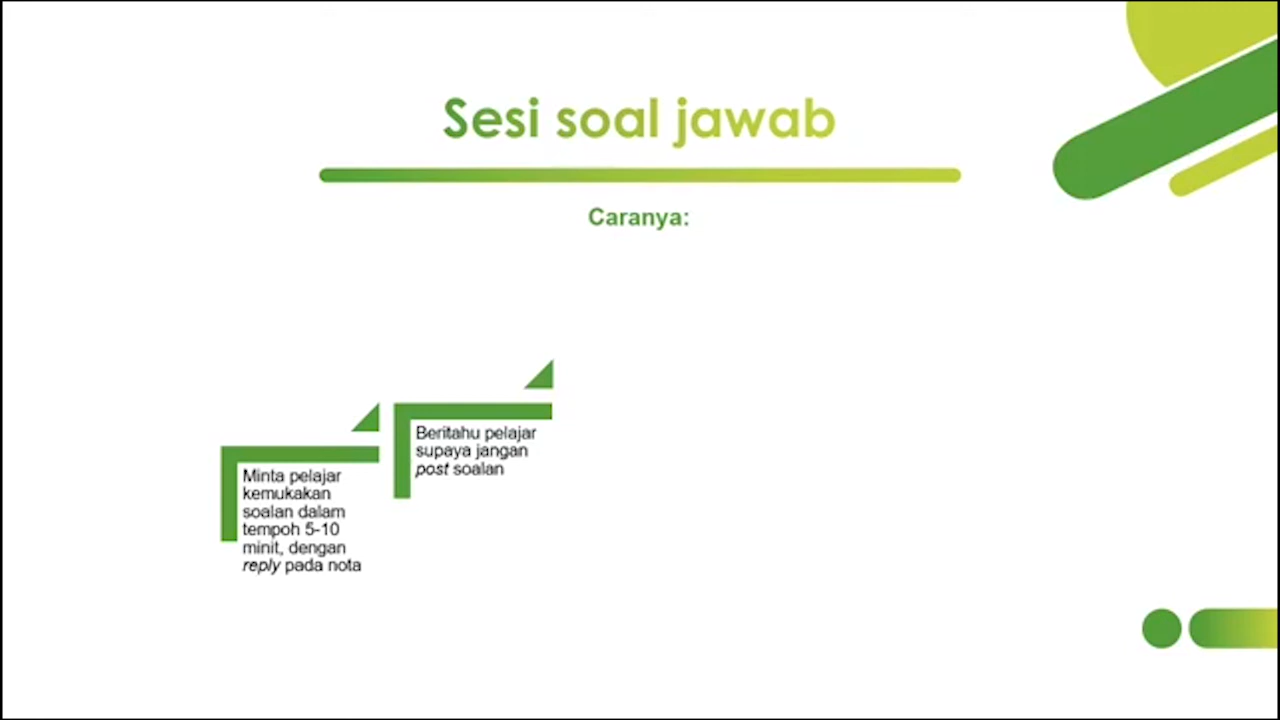 Sesi soal jawab
Caranya:
Minta pelajar
kemukakan
soalan dalam
tempoh 5-10
minit, dengan
reply pada nota
Beritahu pelajar
supaya jangan
post soalan